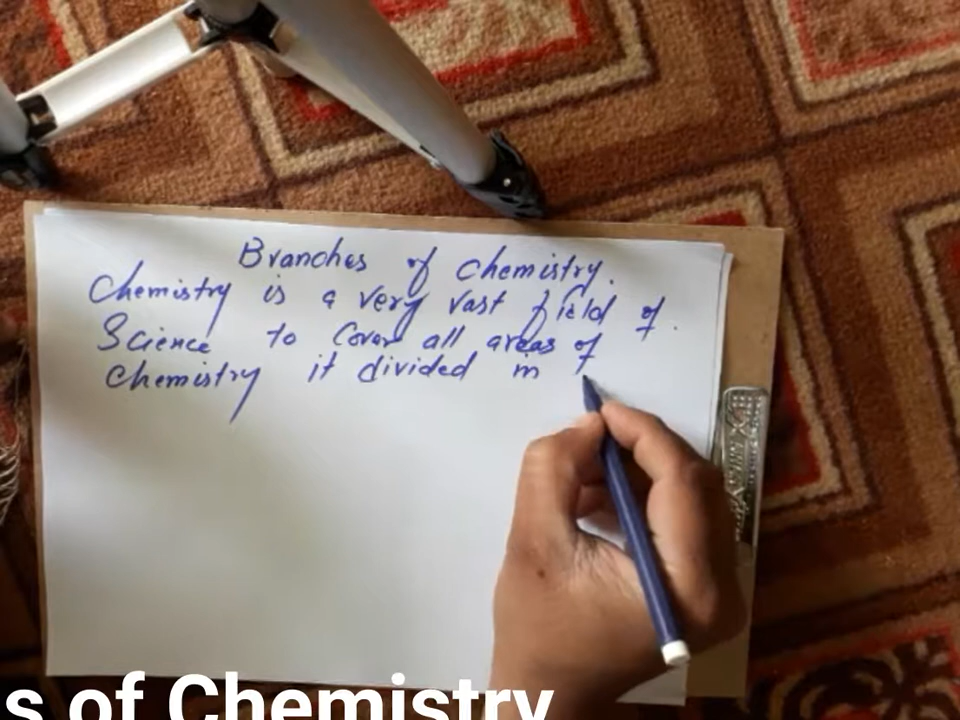 Branches of Chemistry.
Chemistry is a very vast field of
Science to cover all areas of
Chemistry it divided in
s of Chemistry